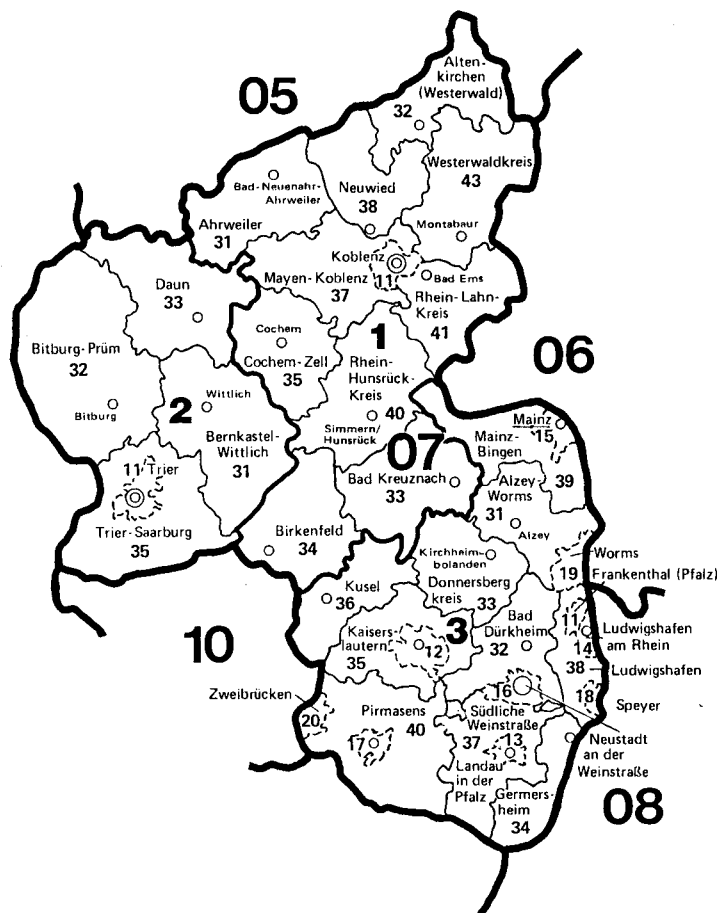 Alten-
kirchen
(Westerwald)
32
05
Westerwaldkreis
43
Bad-Neuenahr-
Ahrweiler
Neuwied
38
Ahrweiler
31
Montabaur
Koblenz
11
Mayen-Koblenz
37
Bad Ems
Rhein-Lahn-
Kreis
41
Daun
33
Cochem
Cochem-Zell
35
1
Bitburg-Prüm
32
Bitburg
06
Rhein-
Hunsrück-
Kreis
40
Simmern/
Hunsrück
2
Wittlich
Bernkastel-
Wittlich
31
Mainz
15
Mainz-
Bingen
39
07
Bad Kreuznach
33
11 Trier
Trier-Saarburg
35
Alzey
Worms
31
Alzey
Birkenfeld
34
Kirchheim-
bolanden
Donnersberg
kreis
33
Worms
19
Frankenthal (Pfalz)
11
Kusel
36
10
3
Kaisers-
lautern
35
12
Bad
Dürkheim
32
Ludwigshafen
am Rhein
14
38
Ludwigshafen
18
Speyer
Zweibrücken
20
Pirmasens
40
17
16
Südliche
Weinstraße
37
13
Landau
in der
Pfalz
Neustadt
an der
Weinstraße
Germers-
heim
34
08